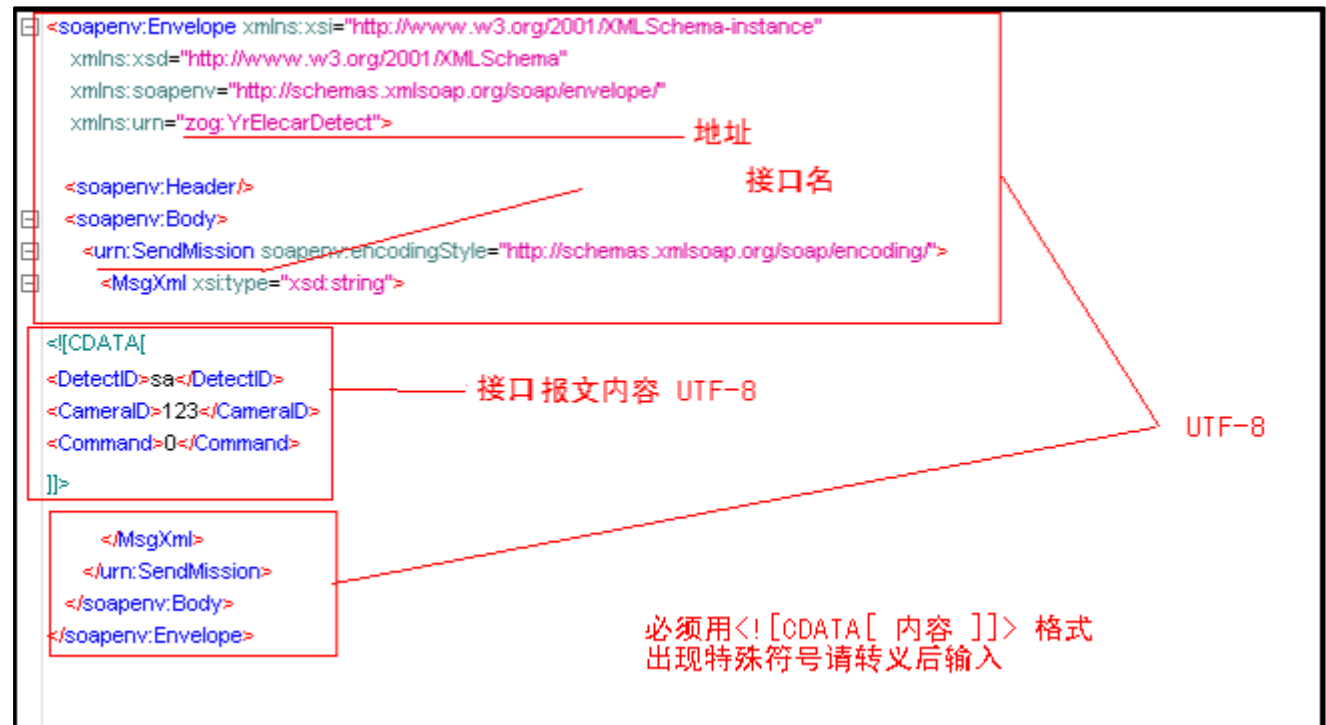 <soapenv:Envelope xmlns:xsi="http://www.w3.org/2001/XMLSchema-instance"
xmlns:xsd="http://www.w3.org/2001/XMLSchema"
xmlns:soapenv="http://schemas.xmlsoap.org/soap/envelope/"
xmlns:urn="zog:YrElecarDetect">
地址
接口名
<soapenv:Header/>
<soapenv:Body>
<urn:SendMission soapenv:encodingStyle="http://schemas.xmlsoap.org/soap/encoding/">
<MsgXml xsi:type="xsd:string">
<![CDATA[
<DetectID>sa</DetectID>
<CameraID>123</CameraID>
<Command>0</Command>
]]>
接口报文内容 UTF-8
UTF-8
</MsgXml>
</urn:SendMission>
</soapenv:Body>
</soapenv:Envelope>
必须用<![CDATA[ 内容 ]]> 格式
出现特殊符号请转义后输入